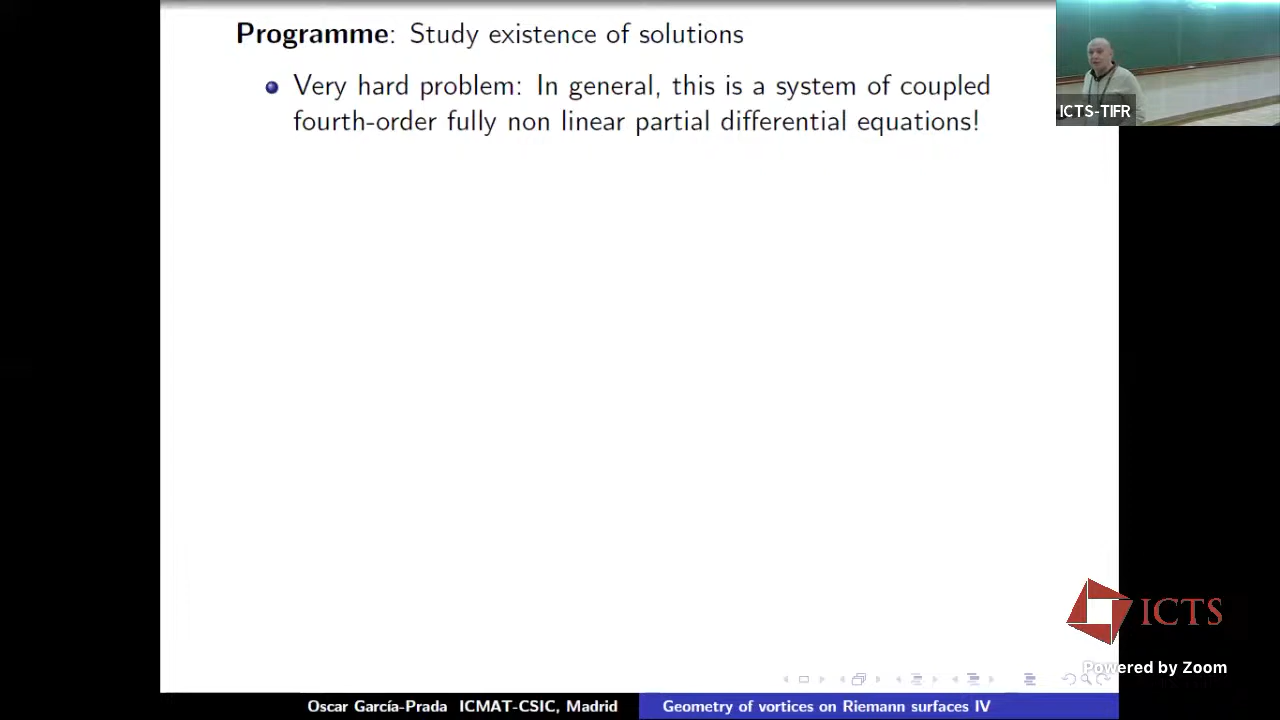 Programme: Study existence of solutions
Very hard problem: In general, this is a system of coupled
fourth-order fully non linear partial differential equations!
ICTS-TIFR
ICTS
Powered by Zoom
Oscar García-Prada ICMAT-CSIC, Madrid
Geometry of vortices on Riemann surfaces IV